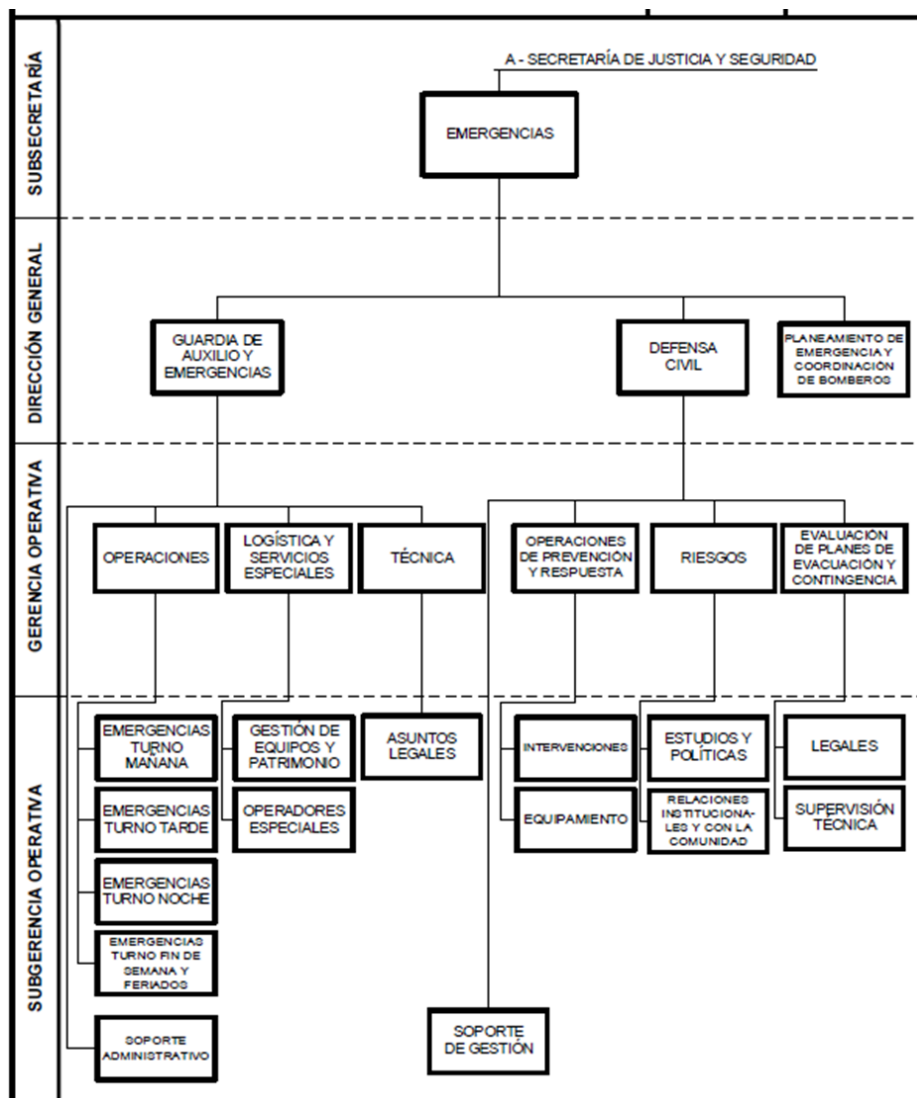 SUBSECRETARÍA
A - SECRETARÍA DE JUSTICIA Y SEGURIDAD
EMERGENCIAS
DIRECCIÓN GENERAL
GUARDIA DE
AUXILIO Y
EMERGENCIAS
DEFENSA
CIVIL
PLANEAMIENTO DE
EMERGENCIA Y
COORDINACIÓN
DE BOMBEROS
GERENCIA OPERATIVA
OPERACIONES
LOGÍSTICA Y
SERVICIOS
ESPECIALES
TÉCNICA
OPERACIONES
DE PREVENCIÓN
Y RESPUESTA
RIESGOS
EVALUACIÓN
DE PLANES DE
EVACUACIÓN Y
CONTINGENCIA
SUBGERENCIA OPERATIVA
EMERGENCIAS
TURNO
MAÑANA
EMERGENCIAS
TURNO TARDE
EMERGENCIAS
TURNO NOCHE
EMERGENCIAS
TURNO FIN DE
SEMANA Y
FERIADOS
SOPORTE
ADMINISTRATIVO
GESTIÓN DE
EQUIPOS Y
PATRIMONIO
OPERADORES
ESPECIALES
ASUNTOS
LEGALES
SOPORTE
DE GESTIÓN
INTERVENCIONES
EQUIPAMIENTO
ESTUDIOS Y
POLÍTICAS
RELACIONES
INSTITUCIONA-
LES Y CON LA
COMUNIDAD
LEGALES
SUPERVISIÓN
TÉCNICA